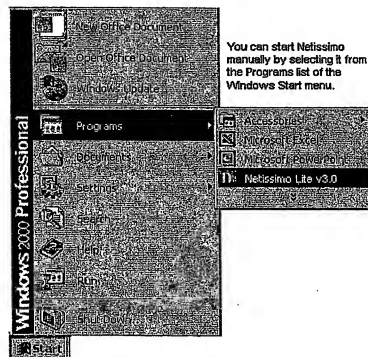 New Office Document
Open Office Document
Windows Update
Programs
Documents
Settings
Search
Help
Run...
Shut Down...
Windows 2000 Professional
Start
You can start Netissimo
manually by selecting it from
the Programs list of the
Windows Start menu.
Accessories
Microsoft Excel
Microsoft PowerPoint
Netissimo Lite v3.0